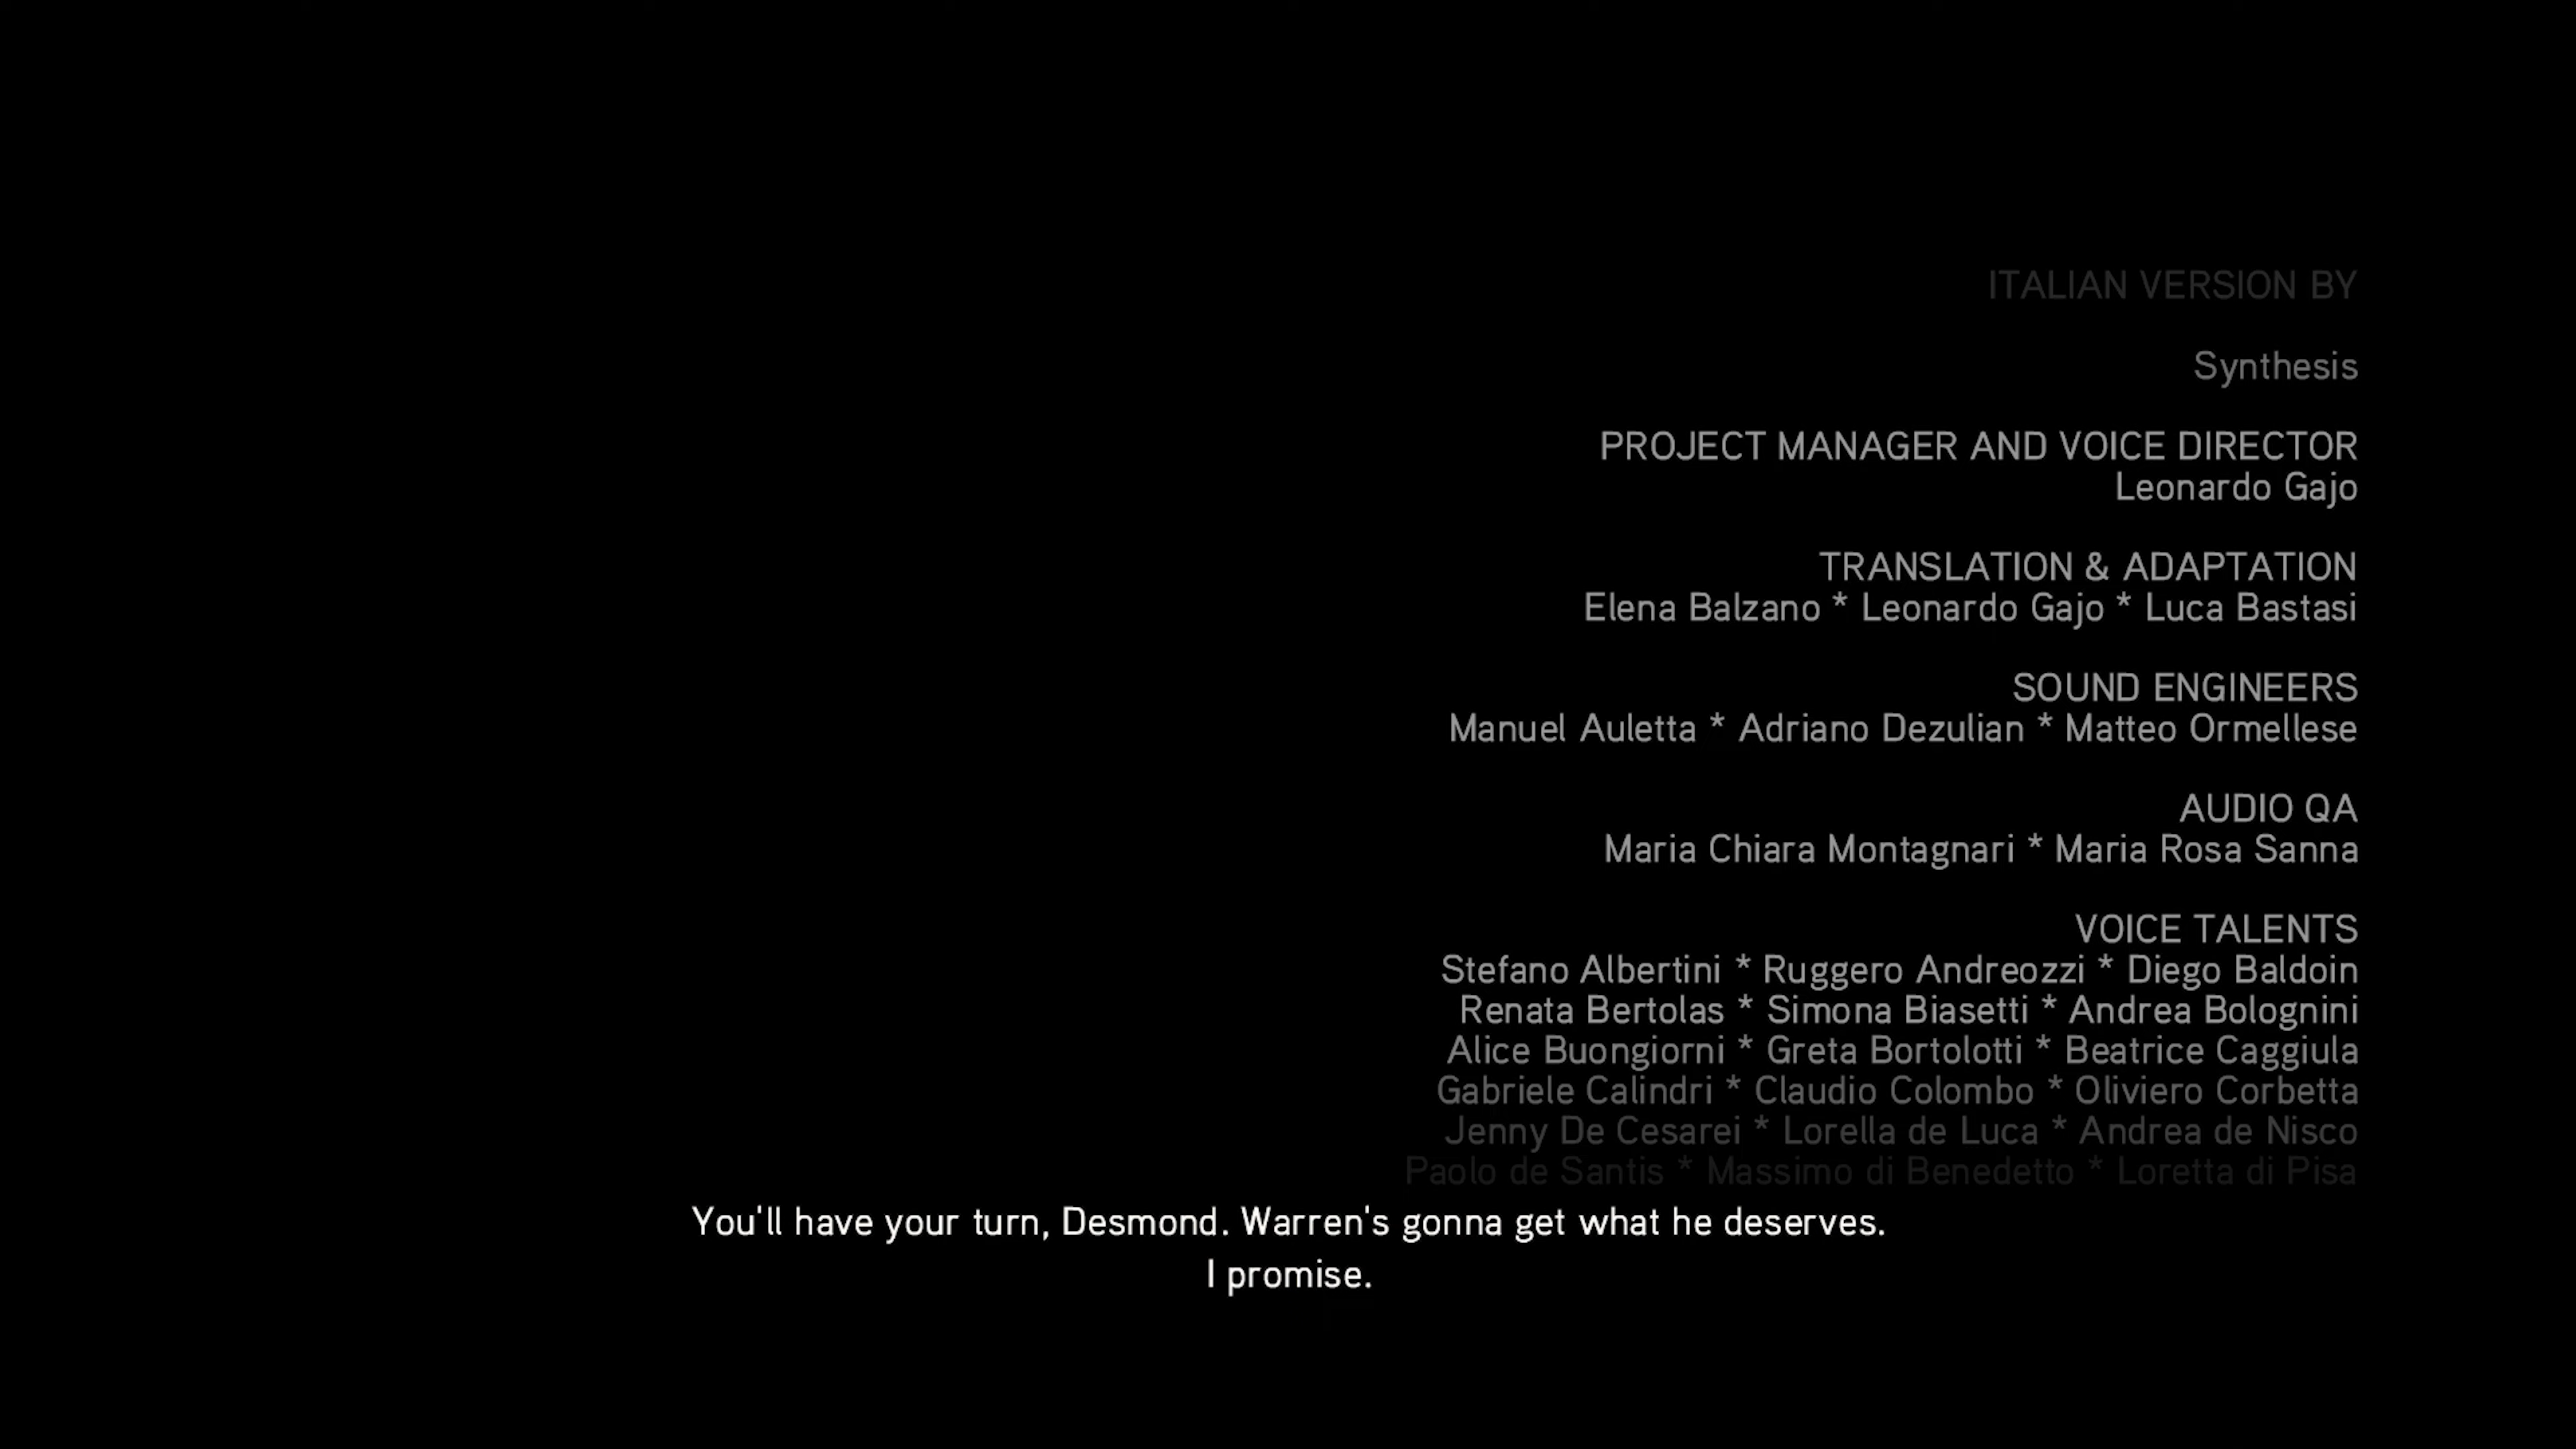 ITALIAN VERSION BY
Synthesis
PROJECT MANAGER AND VOICE DIRECTOR
Leonardo Gajo
TRANSLATION & ADAPTATION
Elena Balzano * Leonardo Gajo * Luca Bastasi
SOUND ENGINEERS
Manuel Auletta * Adriano Dezulian * Matteo Ormellese
AUDIO QA
Maria Chiara Montagnari * Maria Rosa Sanna
VOICE TALENTS
Stefano Albertini * Ruggero Andreozzi * Diego Baldoin
Renata Bertolas * Simona Biasetti * Andrea Bolognini
Alice Buongiorni * Greta Bortolotti * Beatrice Caggiula
Gabriele Calindri * Claudio Colombo * Oliviero Corbetta
Jenny De Cesarei * Lorella de Luca * Andrea de Nisco
Paolo de Santis * Massimo di Benedetto * Loretta di Pisa
You'll have your turn, Desmond. Warren's gonna get what he deserves.
I promise.